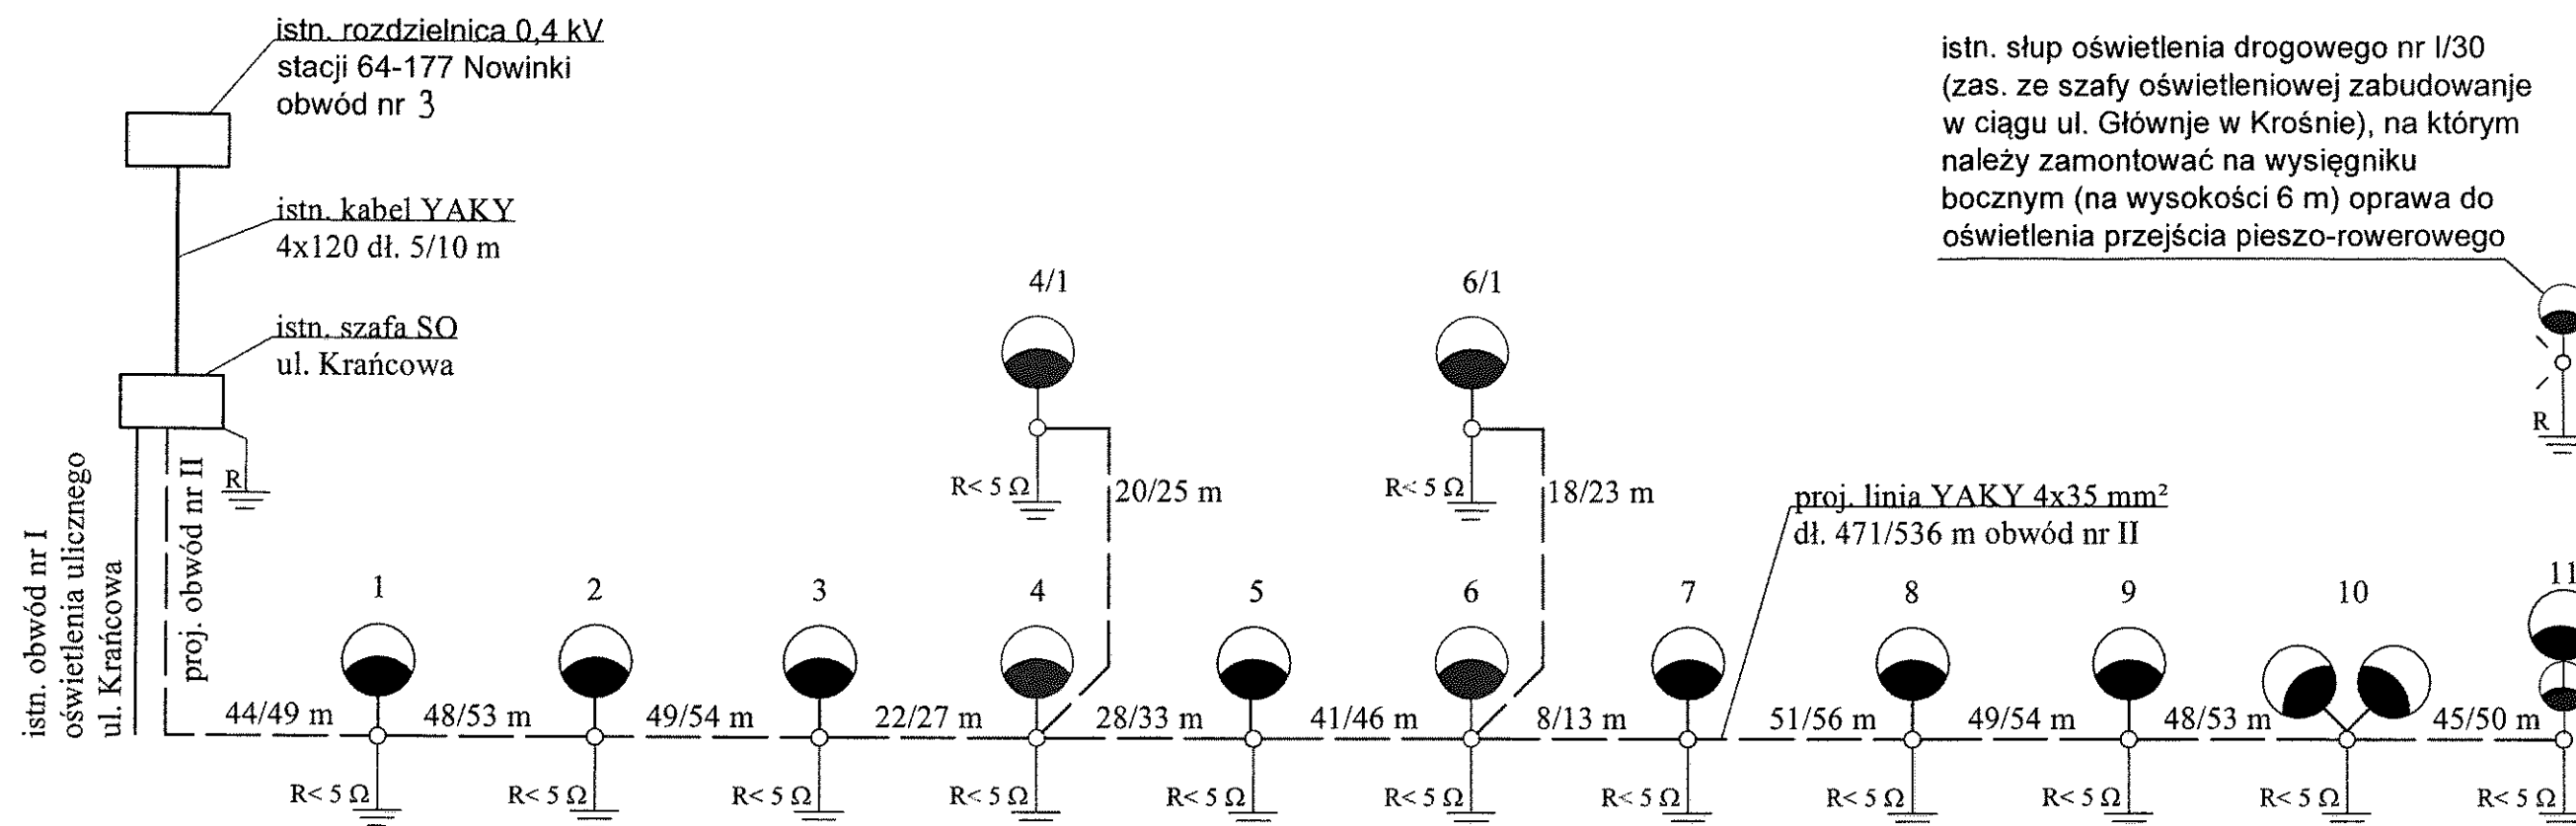 istn. rozdzielnica 0,4 kV
stacji 64-177 Nowinki
obwód nr 3
istn. kabel YAKY
4x120 dł. 5/10 m
istn. szafa SO
ul. Krańcowa
istn. obwód nr I
oświetlenia ulicznego
ul. Krańcowa
proj. obwód nr II
R
istn. słup oświetlenia drogowego nr I/30
(zas. ze szafy oświetleniowej zabudowanje
w ciągu ul. Głównje w Krośnie), na którym
należy zamontować na wysięgniku
bocznym (na wysokości 6 m) oprawa do
oświetlenia przejścia pieszo-rowerowego
R
4/1
6/1
R< 5 Ω
20/25 m
R< 5 Ω
18/23 m
proj. linia YAKY 4x35 mm²
dł. 471/536 m obwód nr II
1
2
3
4
5
6
7
8
9
10
11
44/49 m
48/53 m
49/54 m
22/27 m
28/33 m
41/46 m
8/13 m
51/56 m
49/54 m
48/53 m
45/50 m
R< 5 Ω
R< 5 Ω
R< 5 Ω
R< 5 Ω
R< 5 Ω
R< 5 Ω
R< 5 Ω
R< 5 Ω
R< 5 Ω
R< 5 Ω
R< 5 Ω